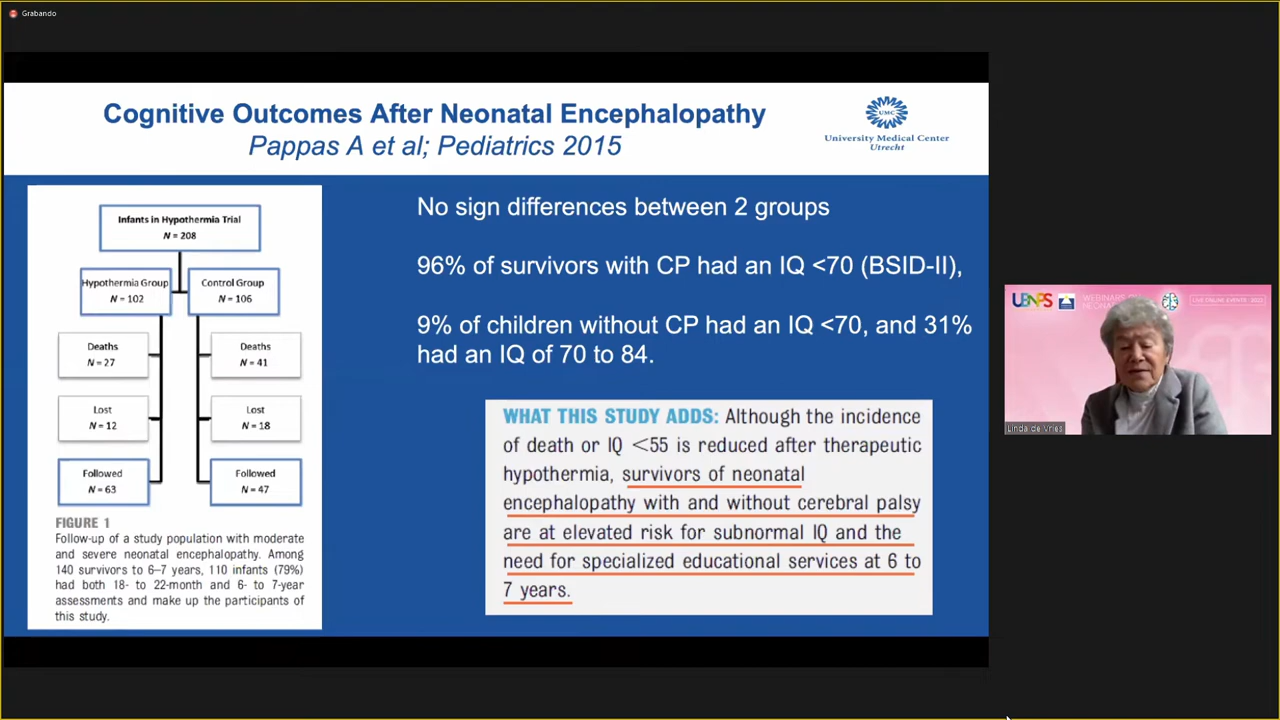 Grabando
Cognitive Outcomes After Neonatal Encephalopathy
Pappas A et al; Pediatrics 2015
UMC
University Medical Center
Utrecht
Infants in Hypothermia Trial
N = 208
Hypothermia Group
N = 102
Control Group
N = 106
Deaths
N = 27
Deaths
N = 41
Lost
N = 12
Lost
N = 18
Followed
N = 63
Followed
N = 47
FIGURE 1
Follow-up of a study population with moderate
and severe neonatal encephalopathy. Among
140 survivors to 6–7 years, 110 infants (79%)
had both 18- to 22-month and 6- to 7-year
assessments and make up the participants of
this study.
No sign differences between 2 groups
96% of survivors with CP had an IQ <70 (BSID-II),
9% of children without CP had an IQ <70, and 31%
had an IQ of 70 to 84.
WHAT THIS STUDY ADDS: Although the incidence
of death or IQ <55 is reduced after therapeutic
hypothermia, survivors of neonatal
encephalopathy with and without cerebral palsy
are at elevated risk for subnormal IQ and the
need for specialized educational services at 6 to
7 years.
UBNPS
WEBINARS
NEONA
LIVE ONLINE EVENTS
Linda de Vries